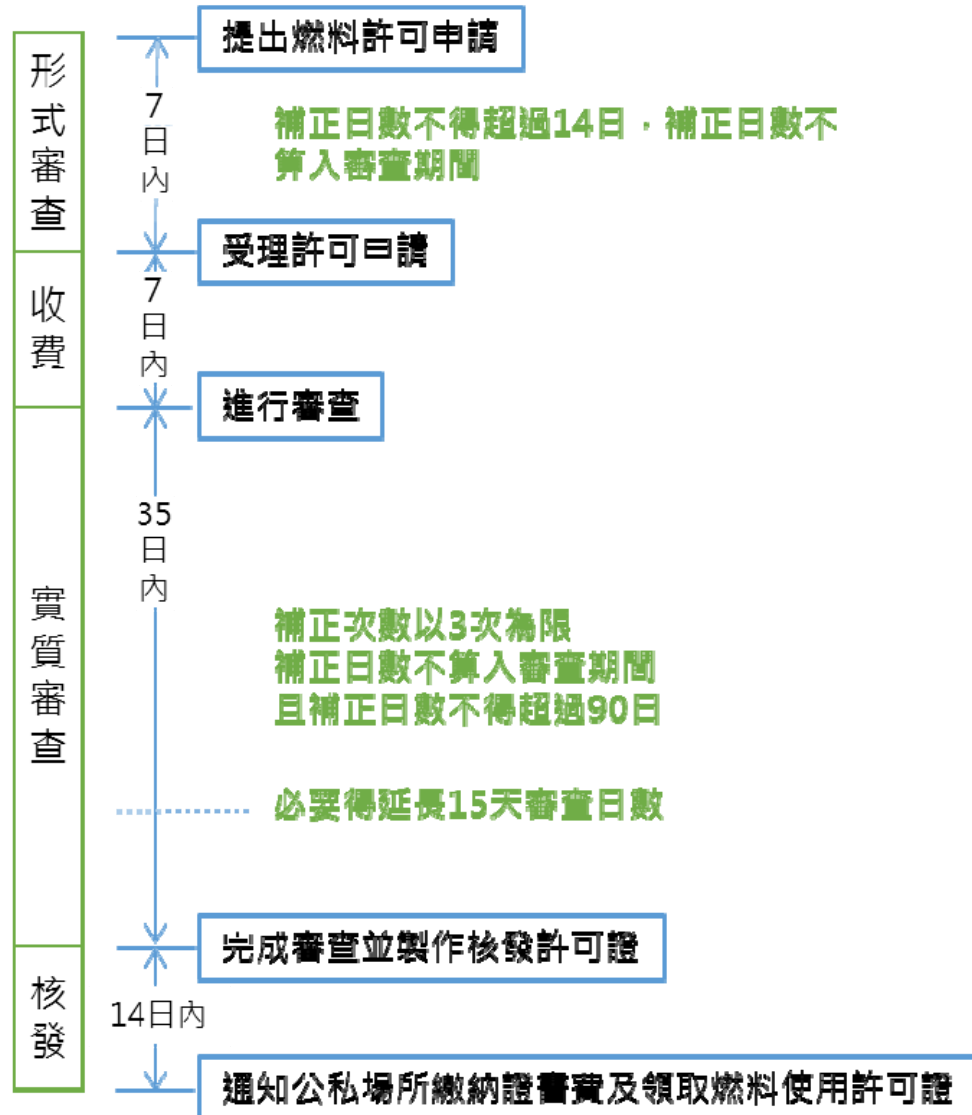 形式審查
提出燃料許可申請
7日內
補正日數不得超過14日，補正日數不
算入審查期間
受理許可申請
收費
7日內
進行審查
實質審查
35日內
補正次數以3次為限
補正日數不算入審查期間
且補正日數不得超過90日
必要得延長15天審查日數
完成審查並製作核發許可證
核發
14日內
通知公私場所繳納證書費及領取燃料使用許可證